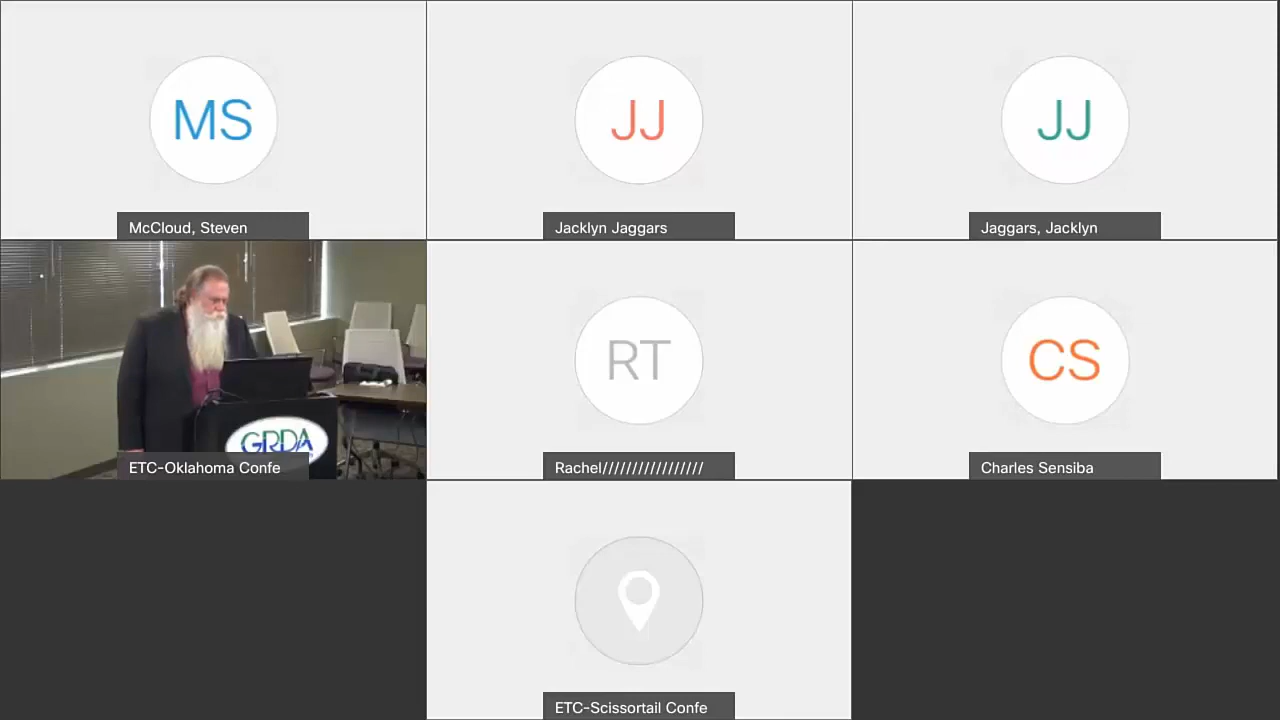 MS
JJ
JJ
McCloud, Steven
Jacklyn Jaggars
Jaggars, Jacklyn
GRDA
RT
CS
ETC-Oklahoma Confe
Rachel/////////////////
Charles Sensiba
ETC-Scissortail Confe